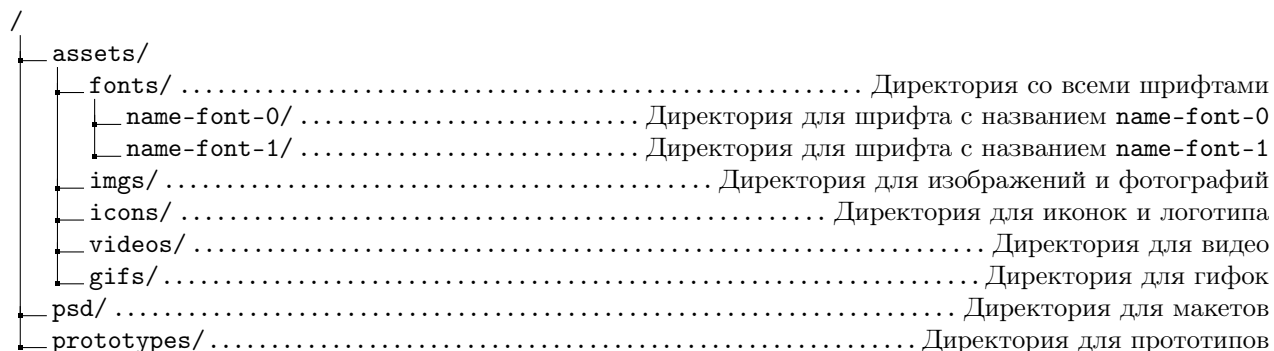 /
assets/
fonts/ ........................................................ Директория со всеми шрифтами
name-font-0/ ............................ Директория для шрифта с названием name-font-0
name-font-1/ ............................ Директория для шрифта с названием name-font-1
imgs/ ............................................. Директория для изображений и фотографий
icons/ ..................................................... Директория для иконок и логотипа
videos/ ................................................................. Директория для видео
gifs/ ................................................................... Директория для гифок
psd/ ..................................................................... Директория для макетов
prototypes/ .......................................................... Директория для прототипов